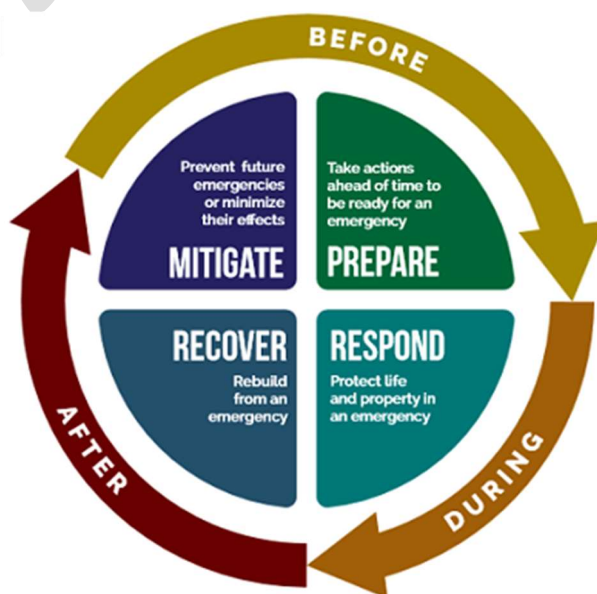 BEFORE
Prevent future
emergencies
or minimize
their effects
MITIGATE
Take actions
ahead of time to
be ready for an
emergency
PREPARE
RECOVER
Rebuild
from an
emergency
RESPOND
Protect life
and property in
an emergency
AFTER
DURING